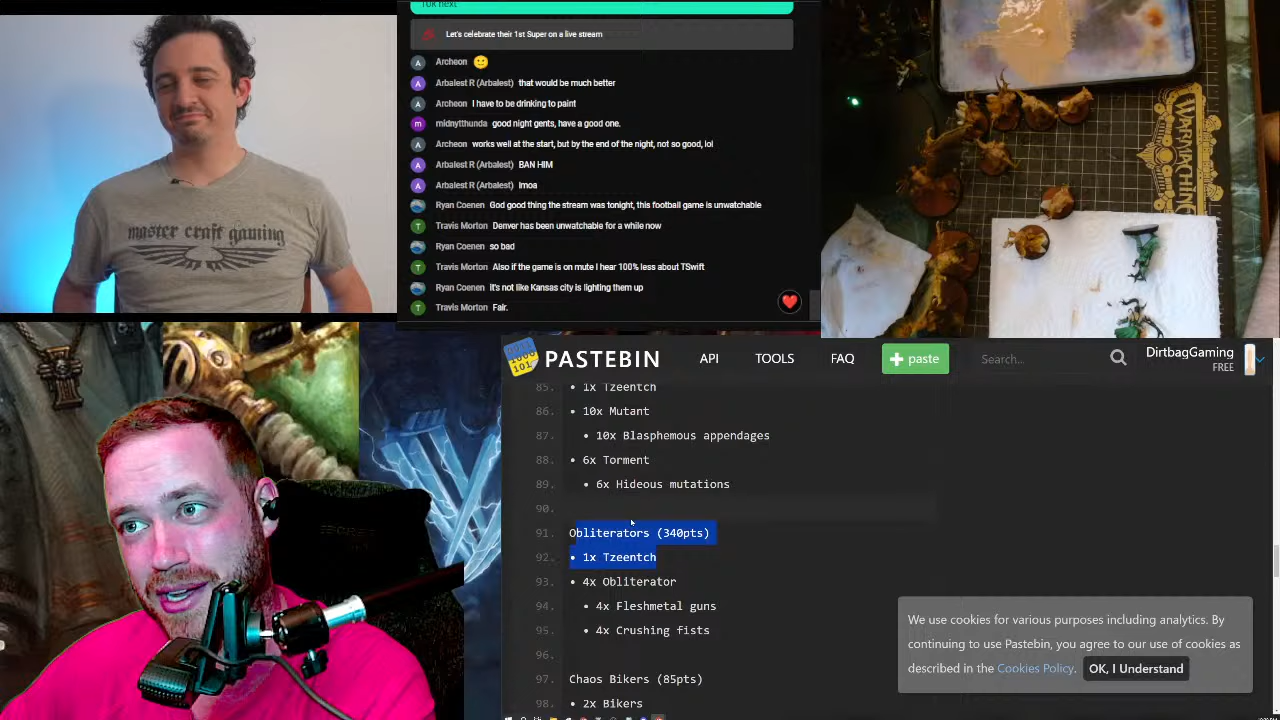 master craft gaming
10k next
Let's celebrate their 1st Super on a live stream
A Archeon 🙂
A Arbalest R (Arbalest) that would be much better
A Archeon I have to be drinking to paint
m midnytthunda good night gents, have a good one.
A Archeon works well at the start, but by the end of the night, not so good, lol
A Arbalest R (Arbalest) BAN HIM
A Arbalest R (Arbalest) lmoa
Ryan Coenen God good thing the stream was tonight, this football game is unwatchable
T Travis Morton Denver has been unwatchable for a while now
Ryan Coenen so bad
T Travis Morton Also if the game is on mute I hear 100% less about TSwift
Ryan Coenen it's not like Kansas city is lighting them up
T Travis Morton Fair.
WARMACHINE
PASTEBIN API TOOLS FAQ + paste Search... DirtbagGaming
FREE
85. • 1x Tzeentch
86. • 10x Mutant
87. • 10x Blasphemous appendages
88. • 6x Torment
89. • 6x Hideous mutations
90.
91. Obliterators (340pts)
92. • 1x Tzeentch
93. • 4x Obliterator
94. • 4x Fleshmetal guns
95. • 4x Crushing fists
96.
97. Chaos Bikers (85pts)
98. • 2x Bikers
We use cookies for various purposes including analytics. By
continuing to use Pastebin, you agree to our use of cookies as
described in the Cookies Policy. OK, I Understand